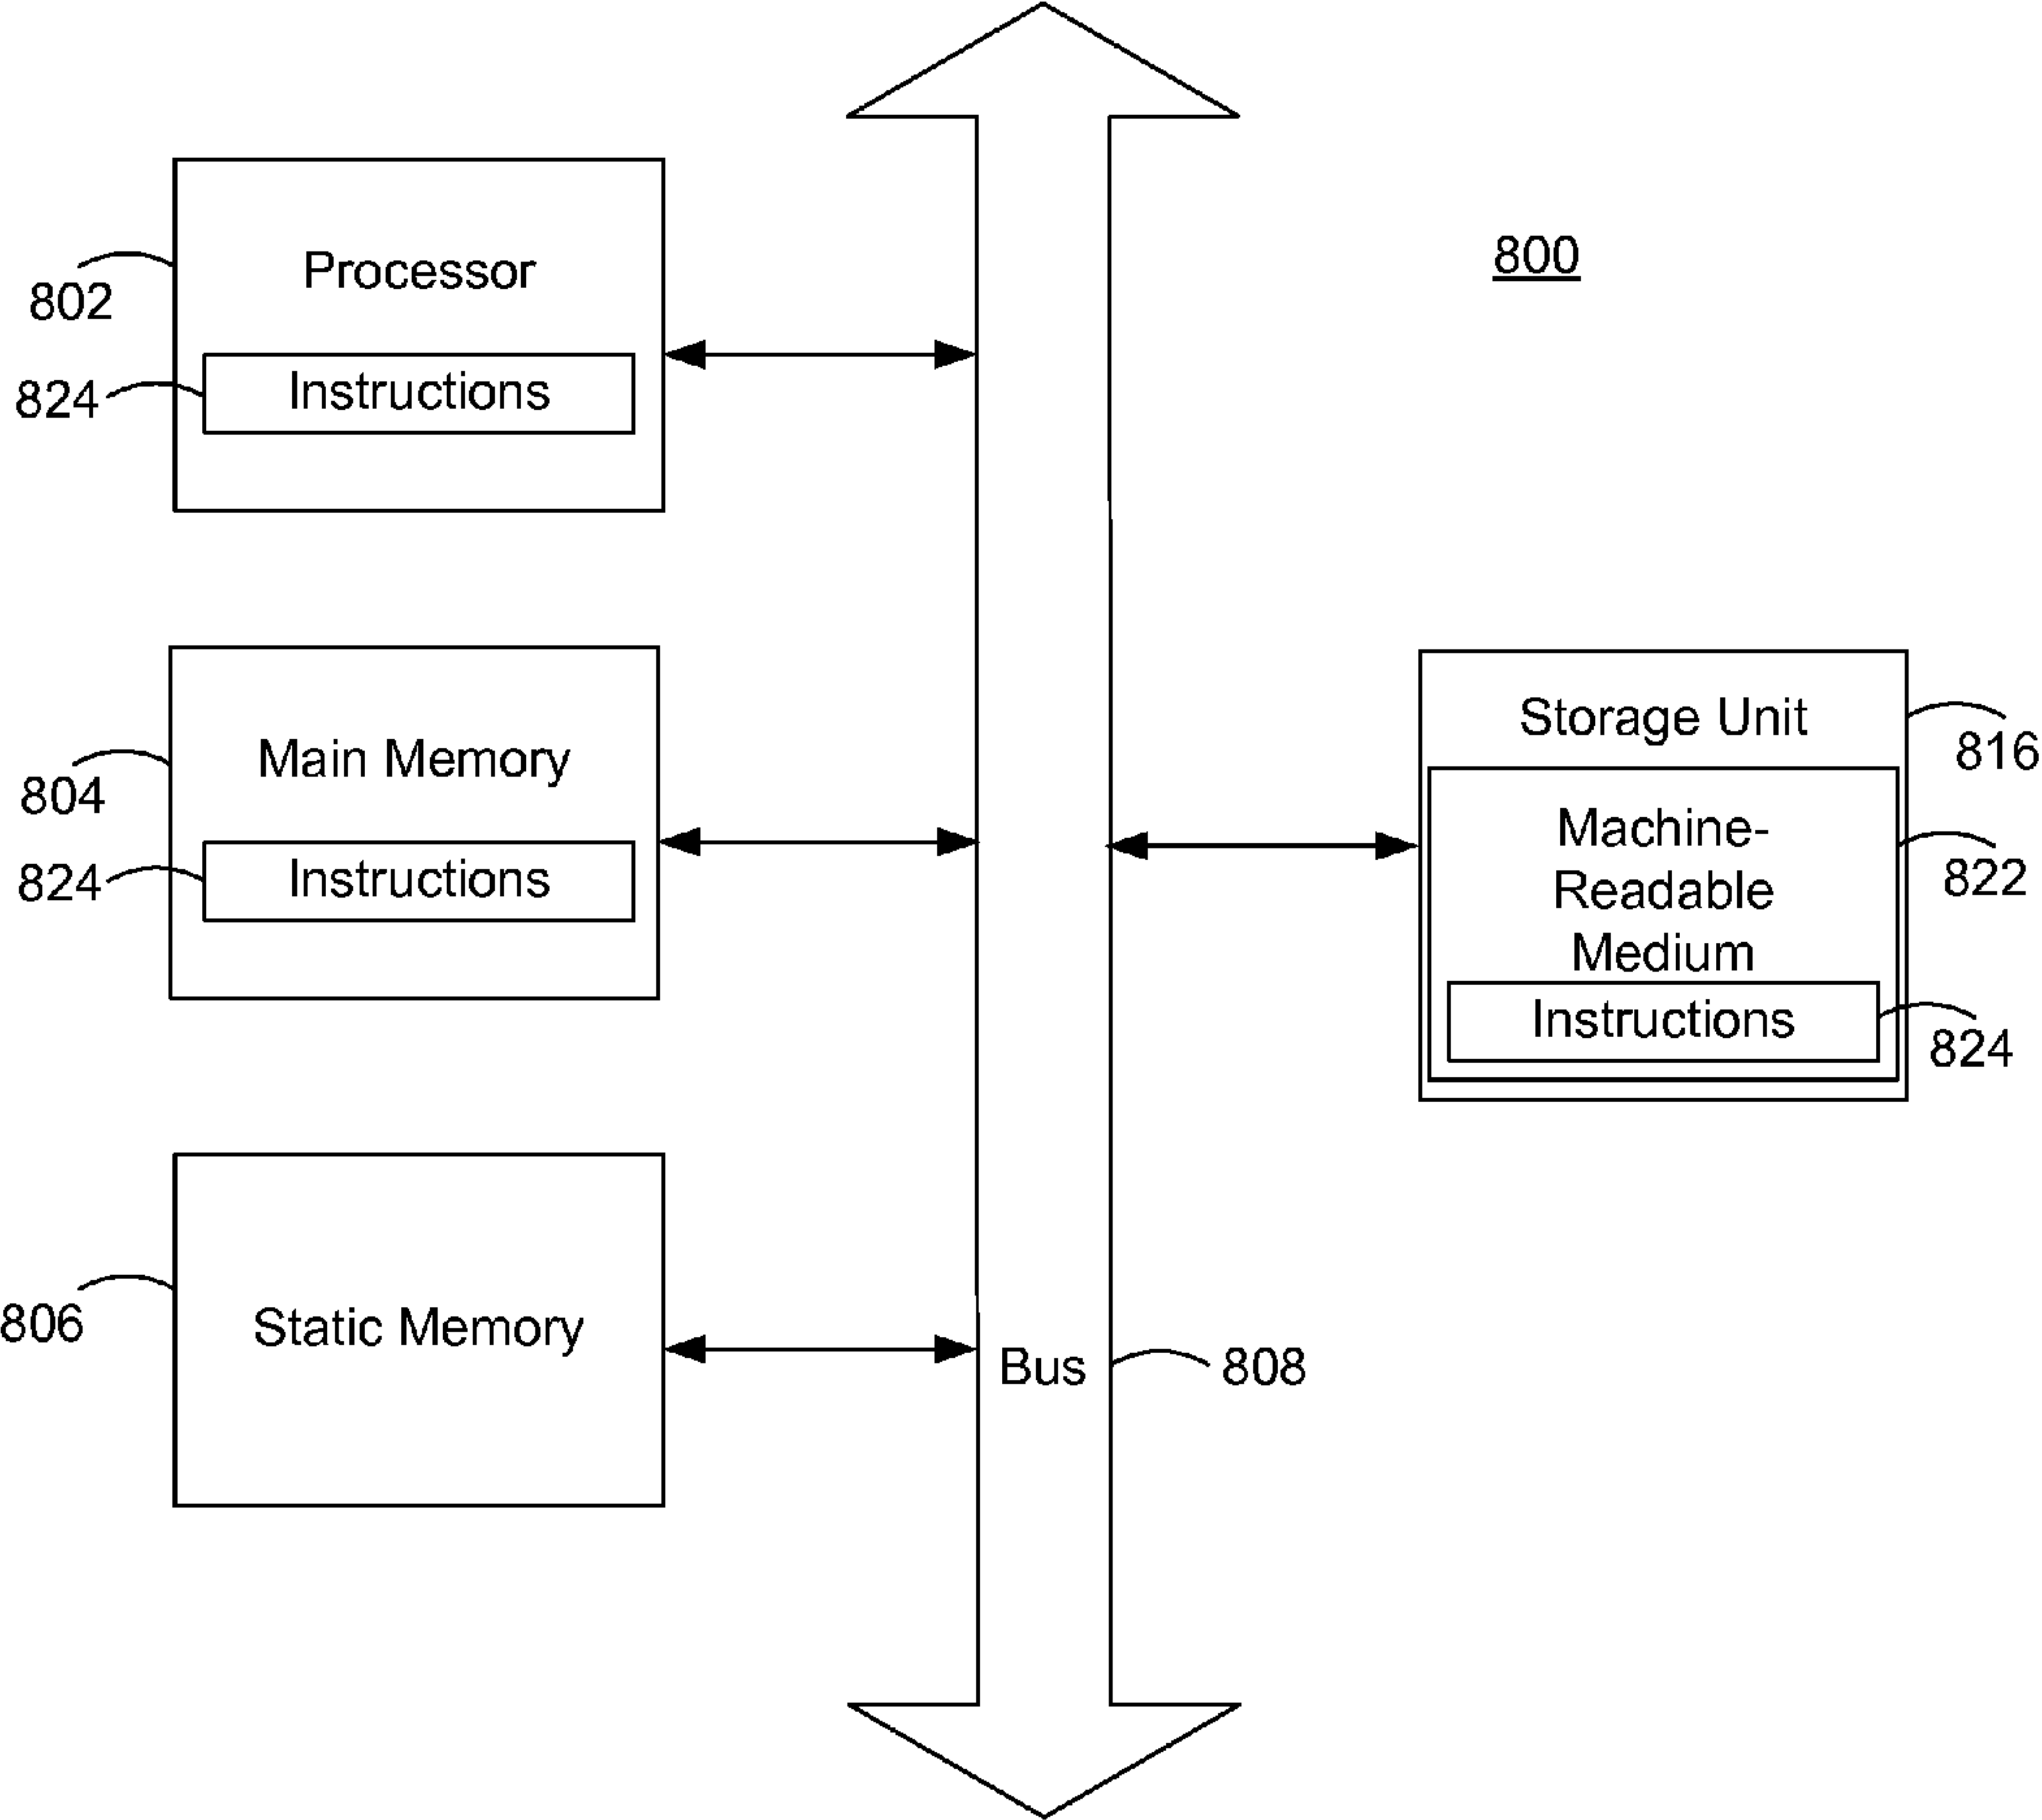 800
Processor
802
Instructions
824
Main Memory
804
Instructions
824
Storage Unit
816
Machine-
Readable
Medium
822
Instructions
824
Static Memory
806
Bus
808